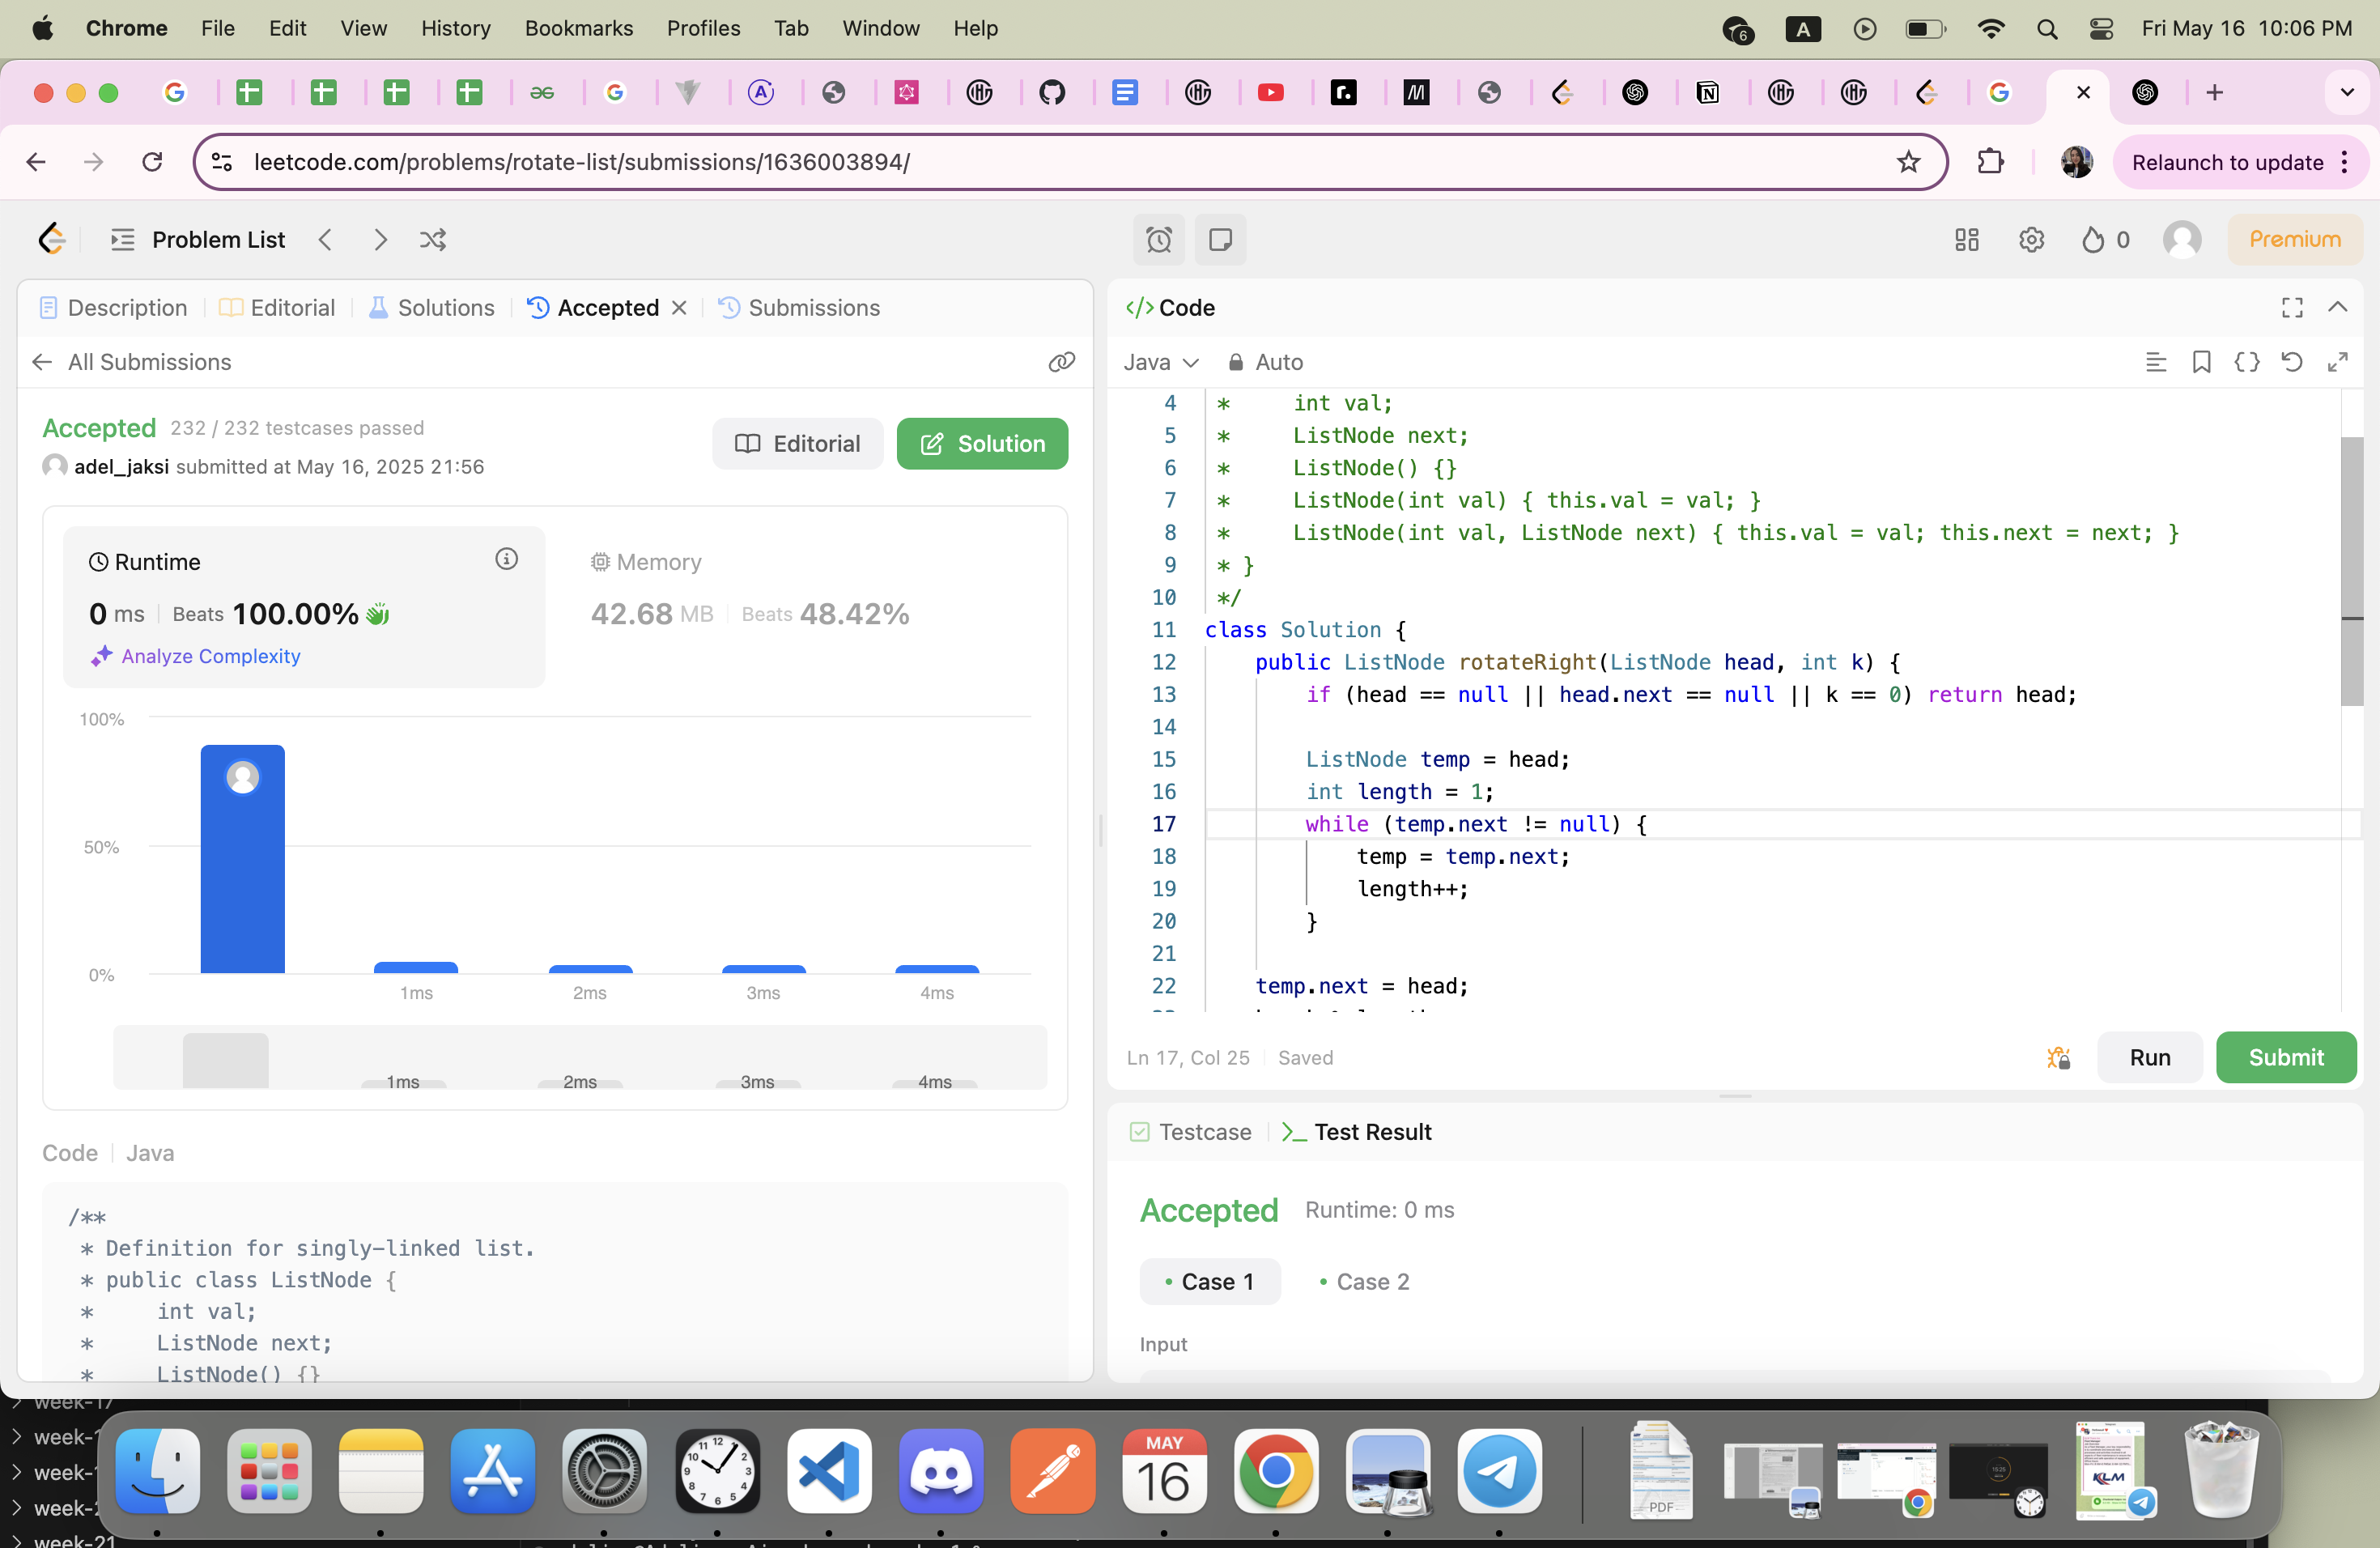 Chrome File Edit View History Bookmarks Profiles Tab Window Help 6 A Fri May 16 10:06 PM
leetcode.com/problems/rotate-list/submissions/1636003894/ Relaunch to update
Problem List 0 Premium
Description Editorial Solutions Accepted Submissions
All Submissions
Accepted 232 / 232 testcases passed
adel_jaksi submitted at May 16, 2025 21:56
Editorial Solution
Runtime
0 ms Beats 100.00%
Analyze Complexity
Memory
42.68 MB Beats 48.42%
100%
50%
0%
1ms 2ms 3ms 4ms
1ms 2ms 3ms 4ms
Code Java
/**
* Definition for singly-linked list.
* public class ListNode {
* int val;
* ListNode next;
* ListNode() {}
</> Code
Java Auto
4 * int val;
5 * ListNode next;
6 * ListNode() {}
7 * ListNode(int val) { this.val = val; }
8 * ListNode(int val, ListNode next) { this.val = val; this.next = next; }
9 * }
10 */
11 class Solution {
12 public ListNode rotateRight(ListNode head, int k) {
13 if (head == null || head.next == null || k == 0) return head;
14
15 ListNode temp = head;
16 int length = 1;
17 while (temp.next != null) {
18 temp = temp.next;
19 length++;
20 }
21
22 temp.next = head;
Ln 17, Col 25 Saved
Run Submit
Testcase >_ Test Result
Accepted Runtime: 0 ms
Case 1 Case 2
Input
week-17
week-21
MAY
16
PDF
KLM